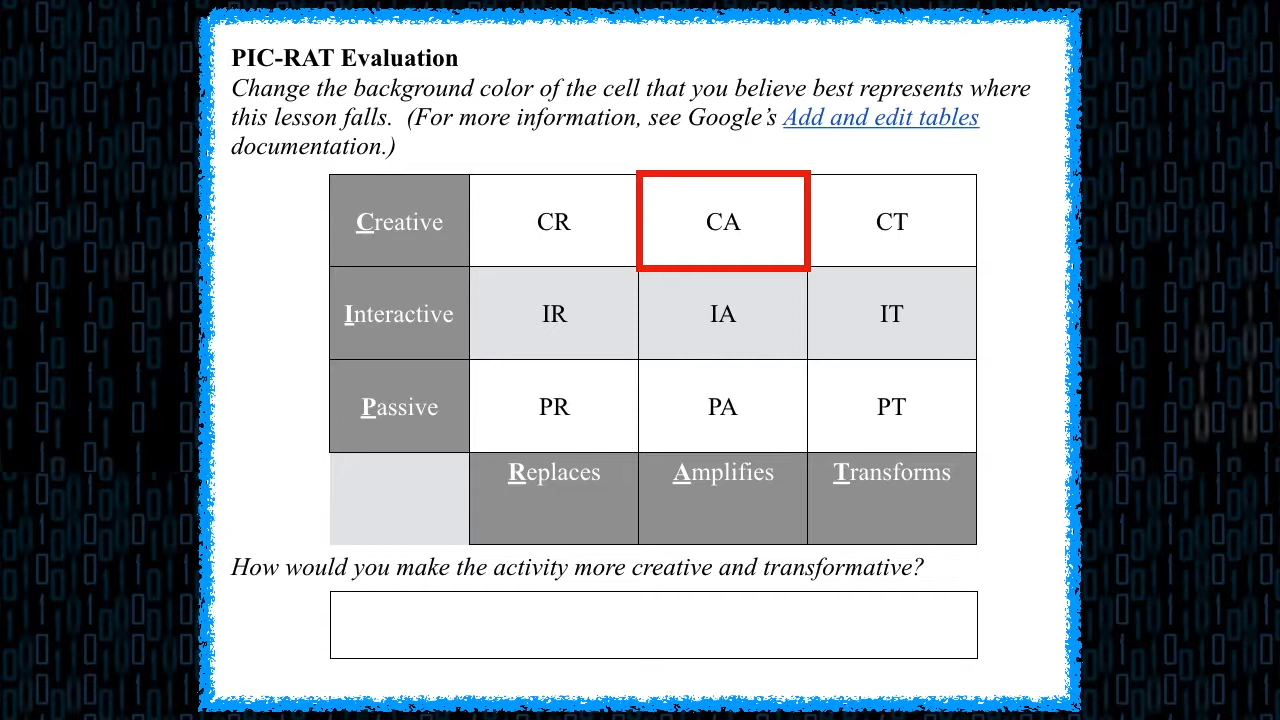 PIC-RAT Evaluation
Change the background color of the cell that you believe best represents where
this lesson falls.  (For more information, see Google’s Add and edit tables
documentation.)
Creative CR CA CT
Interactive IR IA IT
Passive PR PA PT
Replaces Amplifies Transforms
How would you make the activity more creative and transformative?